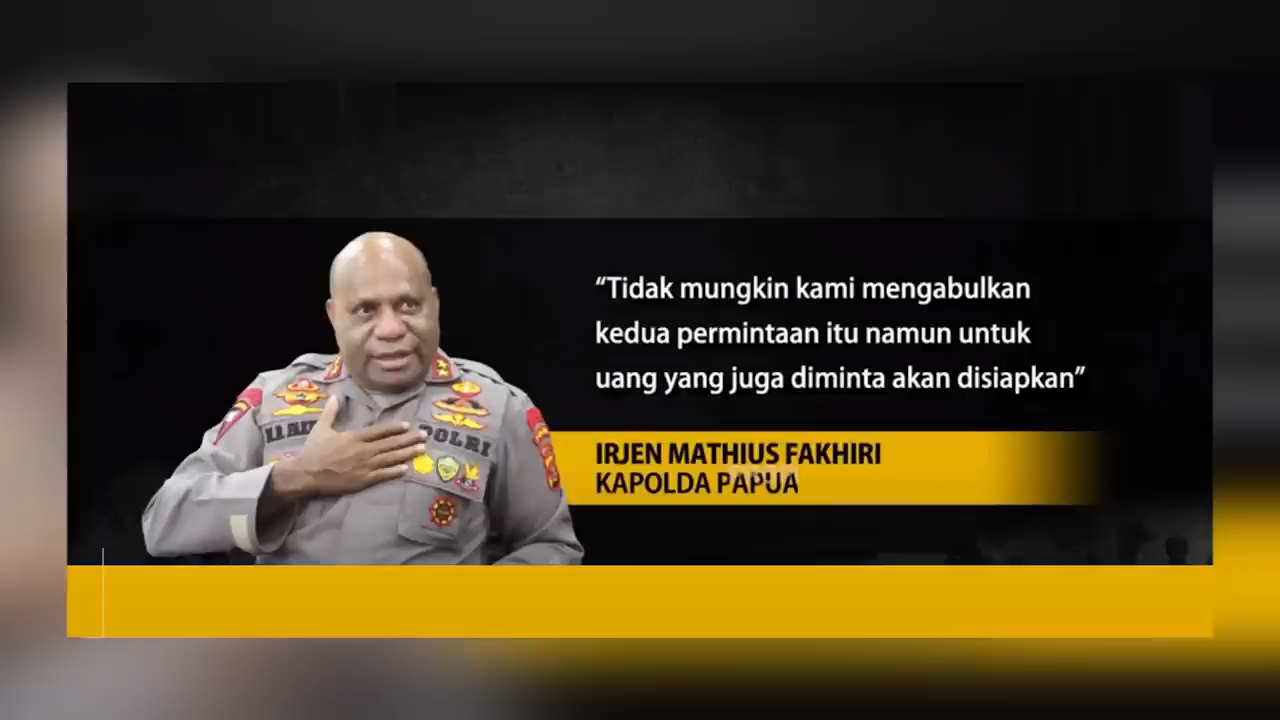 “Tidak mungkin kami mengabulkan
kedua permintaan itu namun untuk
uang yang juga diminta akan disiapkan”
IRJEN MATHIUS FAKHIRI
KAPOLDA PAPUA
POLRI